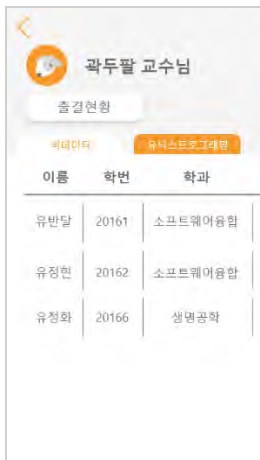 곽두팔 교수님
출결현황
빅데이터 유닉스프로그래밍
이름 학번 학과
유반달 20161 소프트웨어융합
유정현 20162 소프트웨어융합
유정화 20166 생명공학